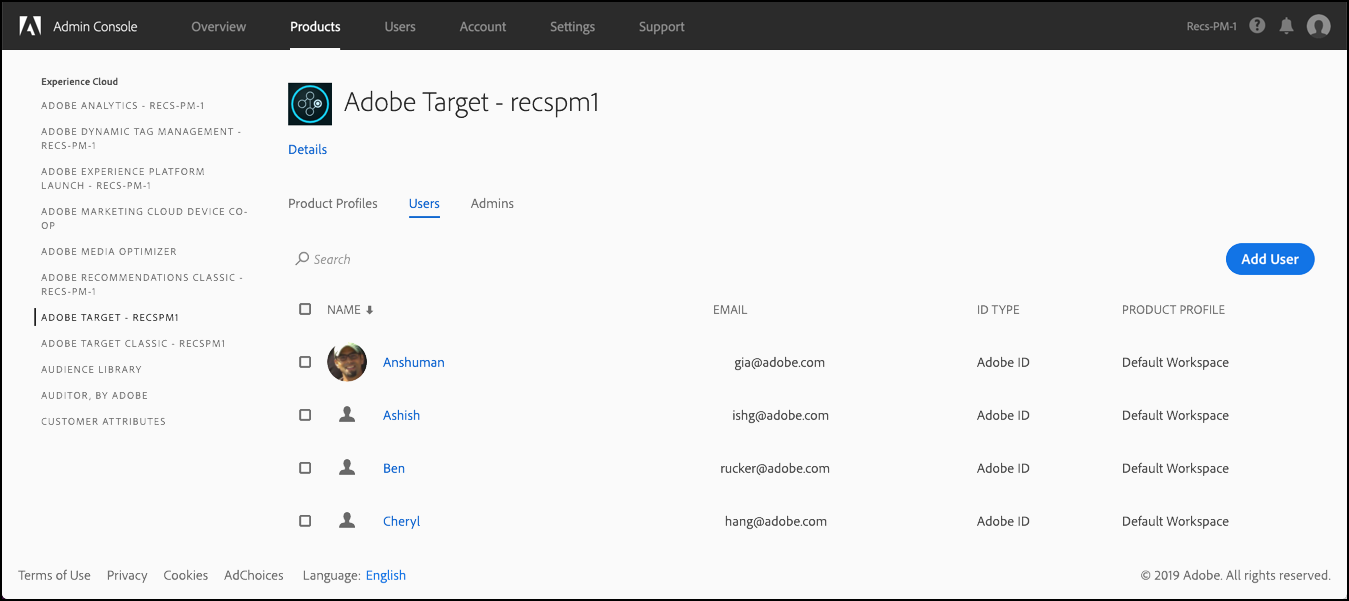 Admin Console Overview Products Users Account Settings Support Recs-PM-1 ?
Experience Cloud
ADOBE ANALYTICS - RECS-PM-1
ADOBE DYNAMIC TAG MANAGEMENT -
RECS-PM-1
ADOBE EXPERIENCE PLATFORM
LAUNCH - RECS-PM-1
ADOBE MARKETING CLOUD DEVICE CO-
OP
ADOBE MEDIA OPTIMIZER
ADOBE RECOMMENDATIONS CLASSIC -
RECS-PM-1
ADOBE TARGET - RECSPM1
ADOBE TARGET CLASSIC - RECSPM1
AUDIENCE LIBRARY
AUDITOR, BY ADOBE
CUSTOMER ATTRIBUTES
Adobe Target - recspm1
Details
Product Profiles Users Admins
Search Add User
NAME EMAIL ID TYPE PRODUCT PROFILE
Anshuman gia@adobe.com Adobe ID Default Workspace
Ashish ishg@adobe.com Adobe ID Default Workspace
Ben rucker@adobe.com Adobe ID Default Workspace
Cheryl hang@adobe.com Adobe ID Default Workspace
Terms of Use Privacy Cookies AdChoices Language: English © 2019 Adobe. All rights reserved.